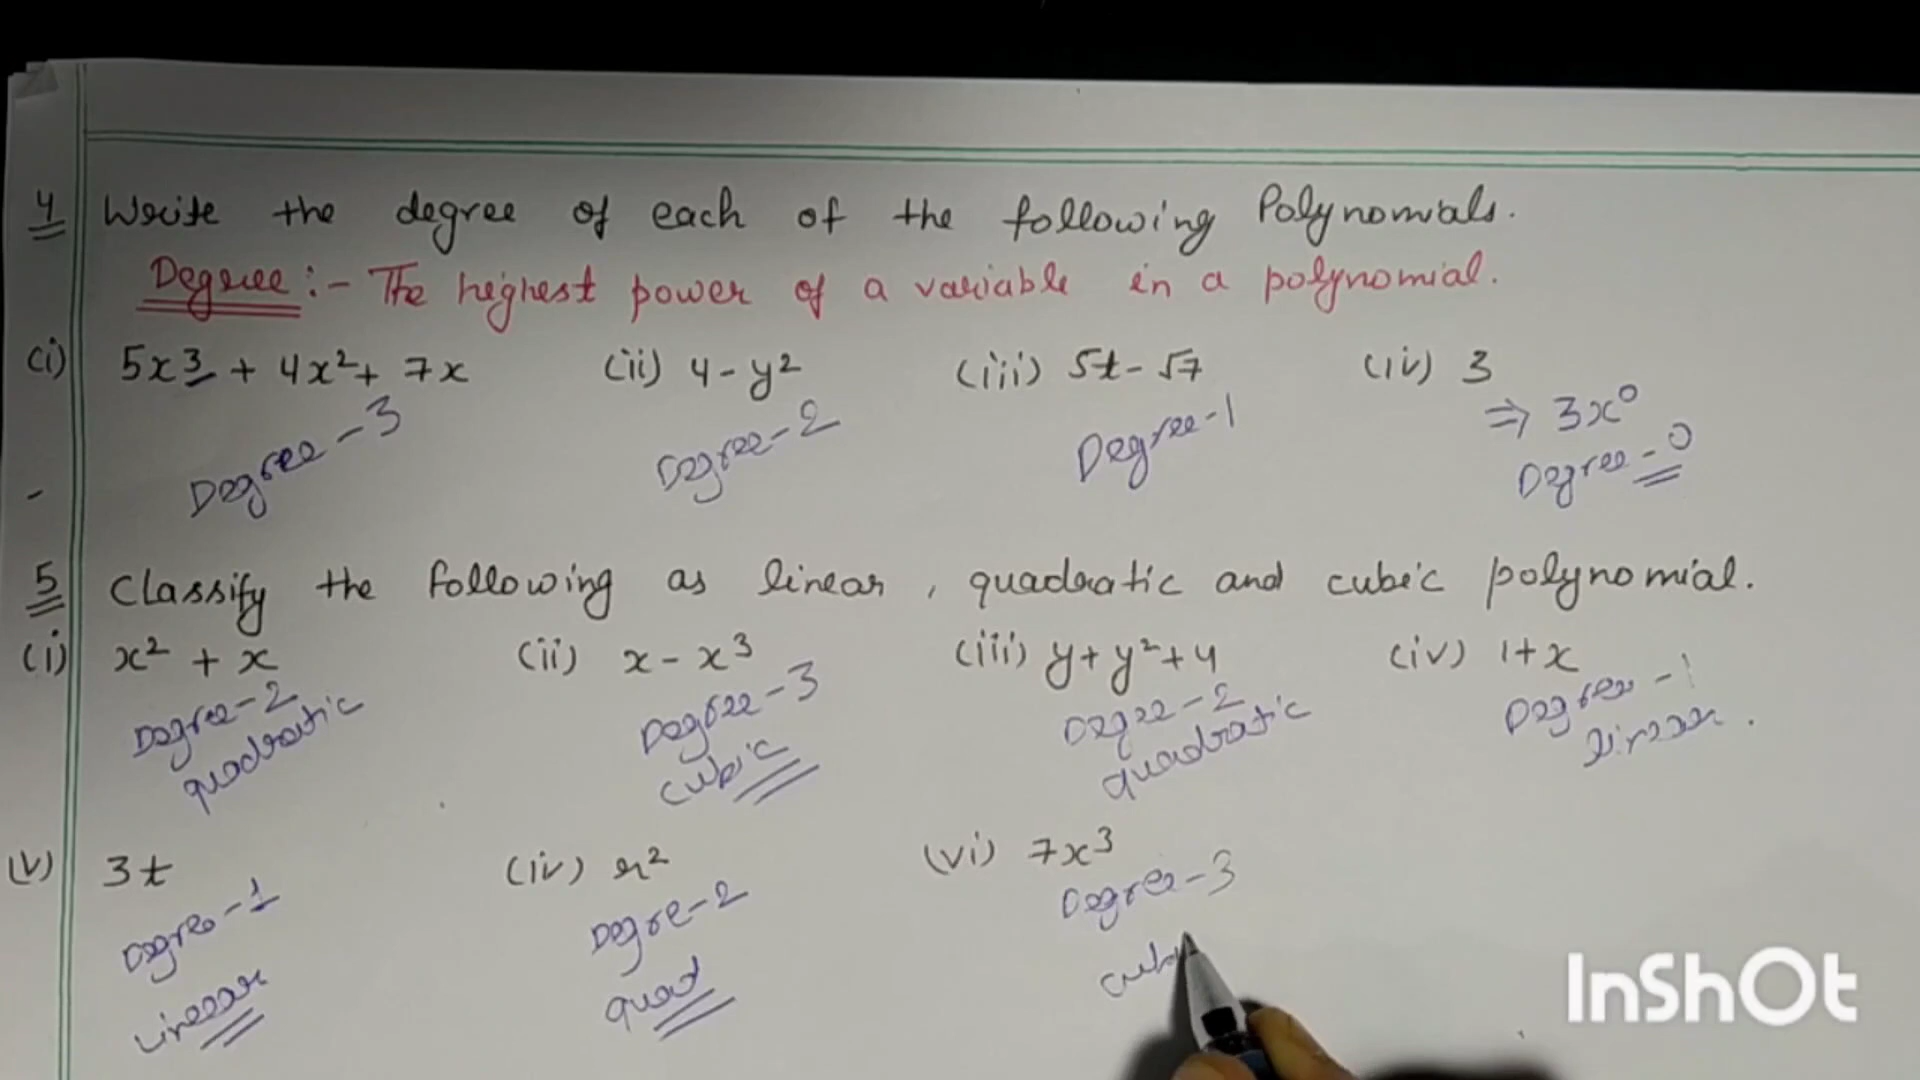 4 Write the degree of each of the following Polynomials.
Degree :- The highest power of a variable in a polynomial.
(i) 5x³ + 4x² + 7x (ii) 4 - y² (iii) 5t - √7 (iv) 3
⇒ 3x⁰
Degree - 3 Degree - 2 Degree - 1 Degree - 0
5 Classify the following as linear, quadratic and cubic polynomial.
(i) x² + x (ii) x - x³ (iii) y + y² + 4 (iv) 1 + x
Degree - 2 Degree - 3 Degree - 2 Degree - 1
quadratic cubic quadratic linear.
(v) 3t (iv) r² (vi) 7x³
Degree - 1 Degre - 2 Degree - 3
linear quad cub
InShOt